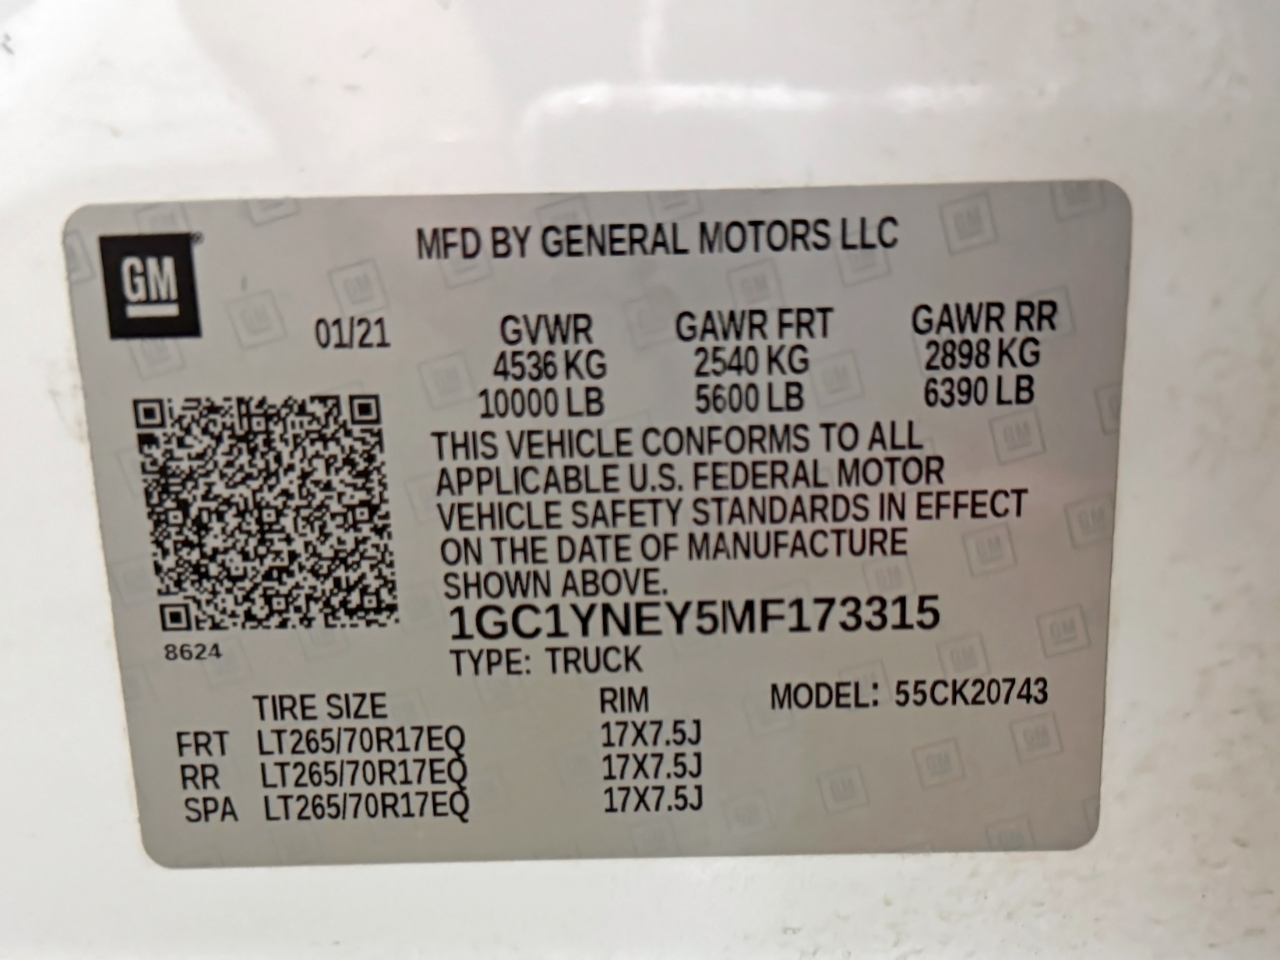 GM
MFD BY GENERAL MOTORS LLC
01/21
GVWR GAWR FRT GAWR RR
4536 KG 2540 KG 2898 KG
10000 LB 5600 LB 6390 LB
THIS VEHICLE CONFORMS TO ALL
APPLICABLE U.S. FEDERAL MOTOR
VEHICLE SAFETY STANDARDS IN EFFECT
ON THE DATE OF MANUFACTURE
SHOWN ABOVE.
1GC1YNEY5MF173315
8624
TYPE: TRUCK
TIRE SIZE RIM MODEL: 55CK20743
FRT LT265/70R17EQ 17X7.5J
RR LT265/70R17EQ 17X7.5J
SPA LT265/70R17EQ 17X7.5J